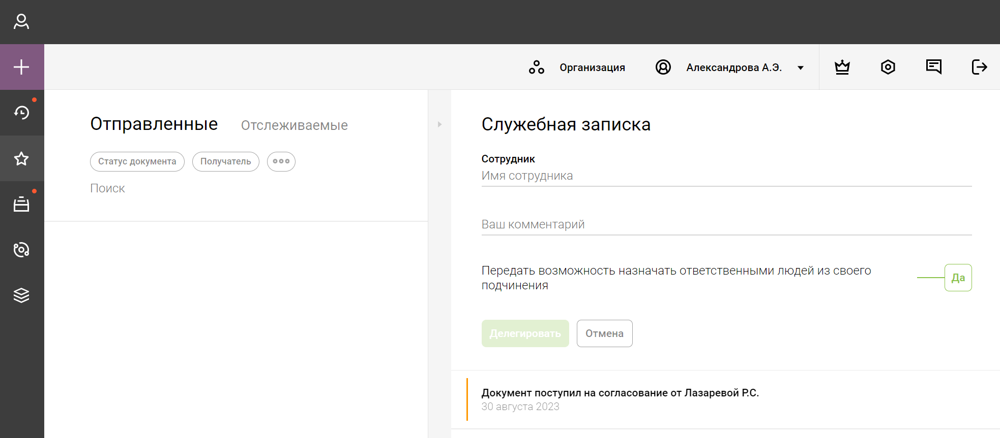 Организация
Александрова А.Э.
Отправленные
Отслеживаемые
Статус документа
Получатель
Поиск
Служебная записка
Сотрудник
Имя сотрудника
Ваш комментарий
Передать возможность назначать ответственными людей из своего
подчинения
Да
Делегировать
Отмена
Документ поступил на согласование от Лазаревой Р.С.
30 августа 2023